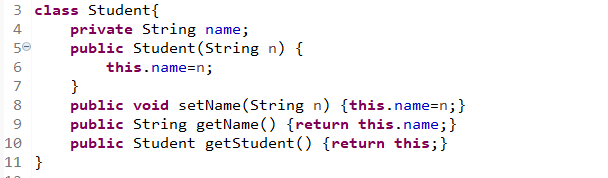 3 class Student{
4     private String name;
5     public Student(String n) {
6         this.name=n;
7     }
8     public void setName(String n) {this.name=n;}
9     public String getName() {return this.name;}
10     public Student getStudent() {return this;}
11 }